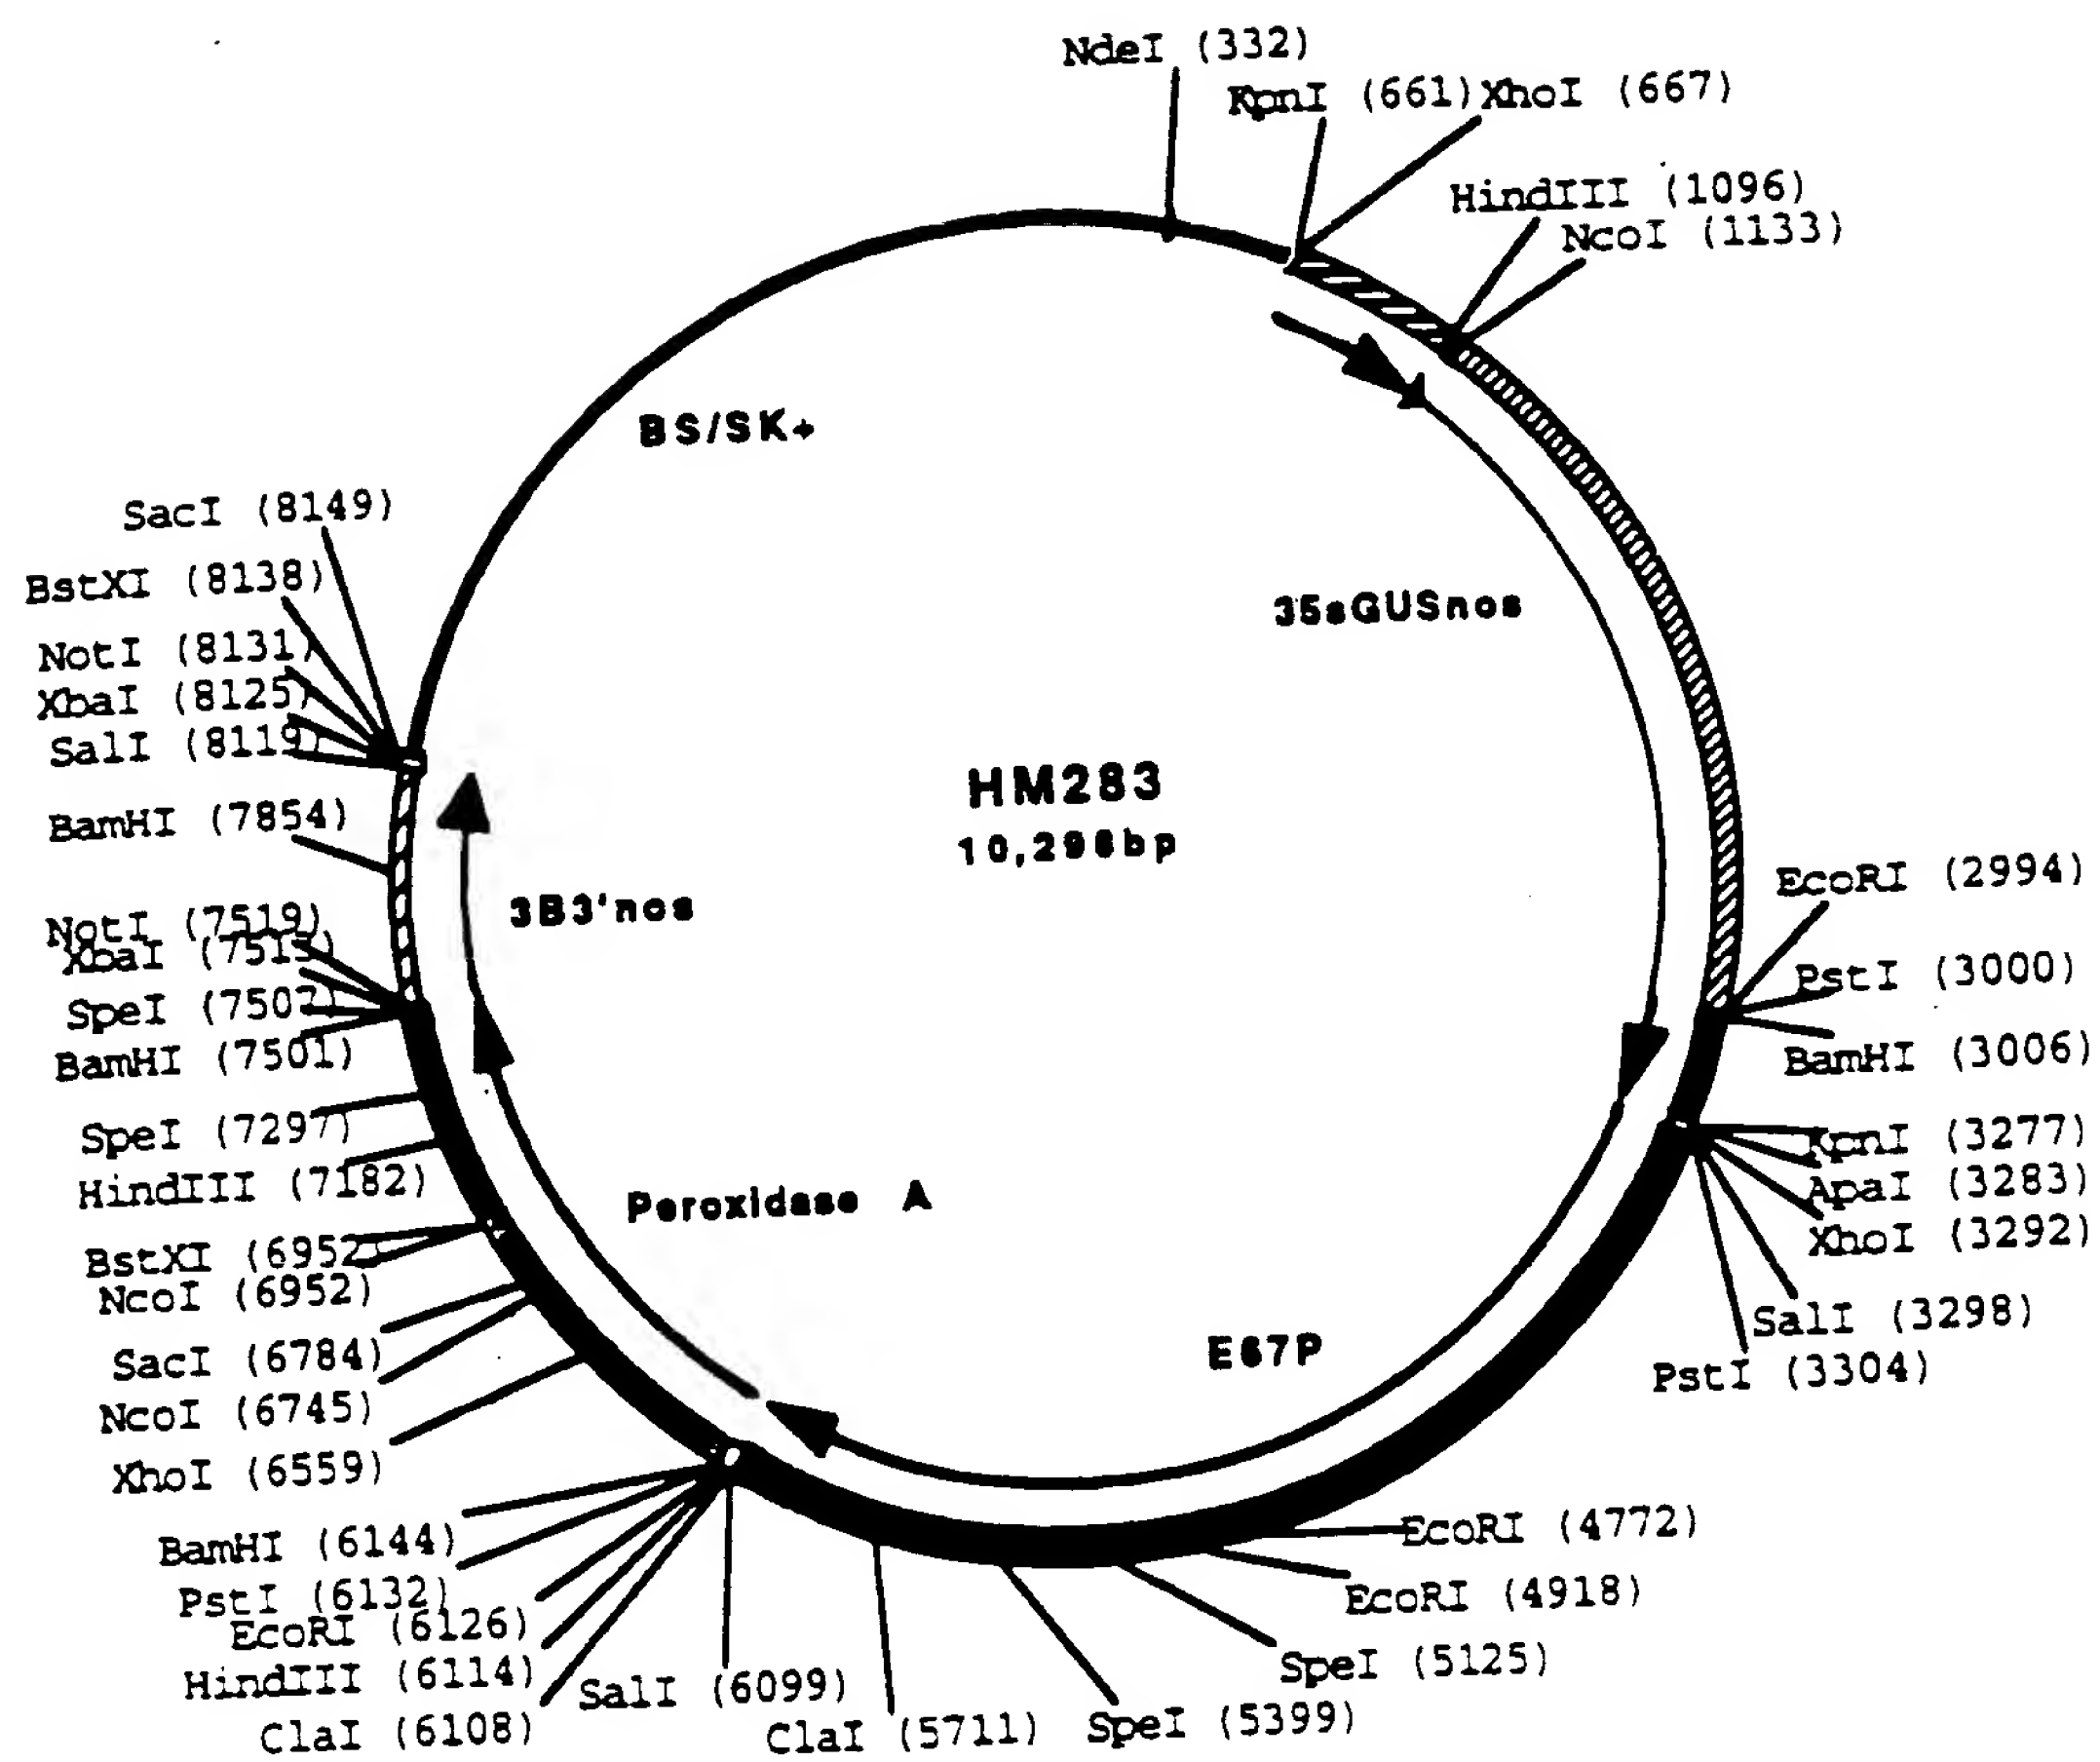 NdeI (332)
KpnI (661) XhoI (667)
HindIII (1096)
NcoI (1133)
BS/SK+
SacI (8149)
BstXI (8138)
NotI (8131)
XbaI (8125)
SalI (8119)
BamHI (7854)
35sGUSnos
HM283
10,298bp
3B3'nos
EcoRI (2994)
PstI (3000)
BamHI (3006)
KpnI (3277)
ApaI (3283)
XhoI (3292)
SalI (3298)
PstI (3304)
NotI (7519)
XbaI (7513)
SpeI (7507)
BamHI (7501)
SpeI (7297)
HindIII (7182)
BstXI (6952)
NcoI (6952)
SacI (6784)
NcoI (6745)
XhoI (6559)
Peroxidase A
E67P
BamHI (6144)
PstI (6132)
EcoRI (6126)
HindIII (6114)
ClaI (6108)
SalI (6099)
ClaI (5711)
SpeI (5399)
SpeI (5125)
EcoRI (4918)
EcoRI (4772)